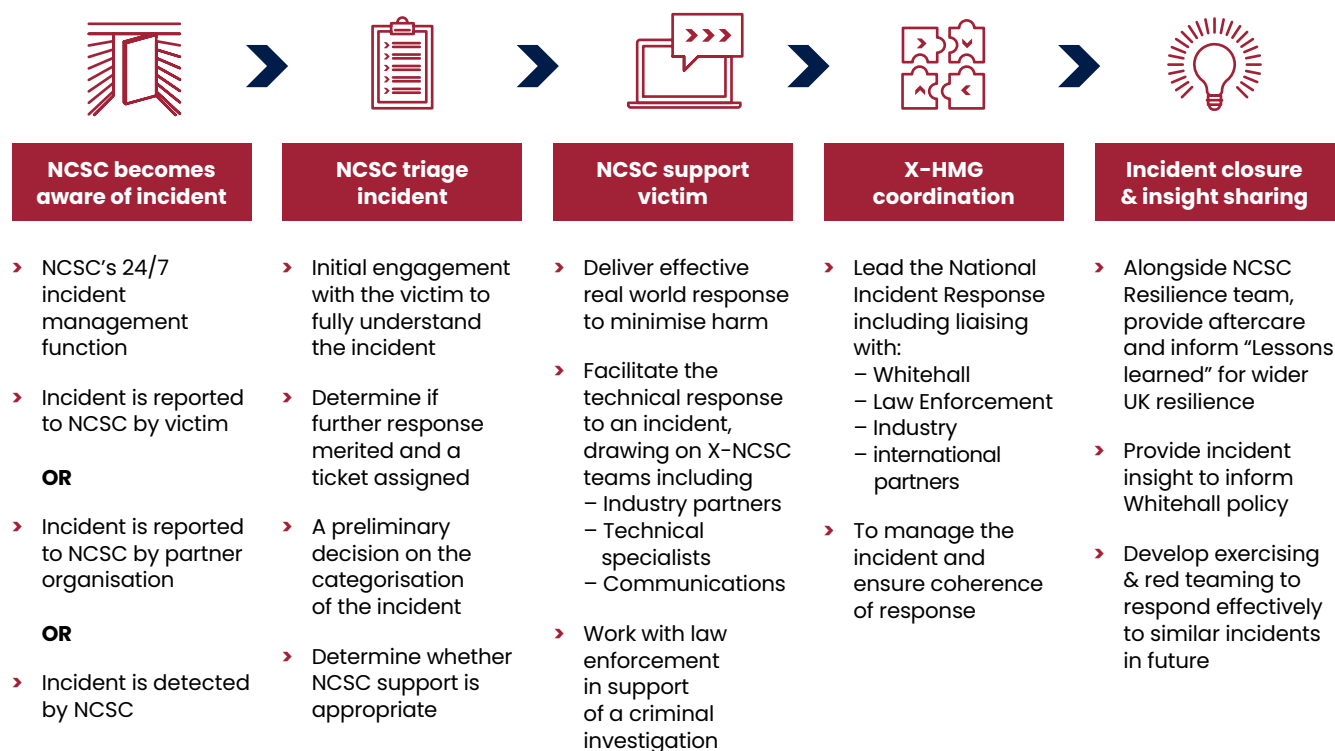 NCSC becomes
aware of incident
› NCSC’s 24/7
incident
management
function
› Incident is reported
to NCSC by victim
OR
› Incident is reported
to NCSC by partner
organisation
OR
› Incident is detected
by NCSC
NCSC triage
incident
› Initial engagement
with the victim to
fully understand
the incident
› Determine if
further response
merited and a
ticket assigned
› A preliminary
decision on the
categorisation
of the incident
› Determine whether
NCSC support is
appropriate
NCSC support
victim
› Deliver effective
real world response
to minimise harm
› Facilitate the
technical response
to an incident,
drawing on X-NCSC
teams including
– Industry partners
– Technical
specialists
– Communications
› Work with law
enforcement
in support
of a criminal
investigation
X-HMG
coordination
› Lead the National
Incident Response
including liaising
with:
– Whitehall
– Law Enforcement
– Industry
– international
partners
› To manage the
incident and
ensure coherence
of response
Incident closure
& insight sharing
› Alongside NCSC
Resilience team,
provide aftercare
and inform “Lessons
learned” for wider
UK resilience
› Provide incident
insight to inform
Whitehall policy
› Develop exercising
& red teaming to
respond effectively
to similar incidents
in future